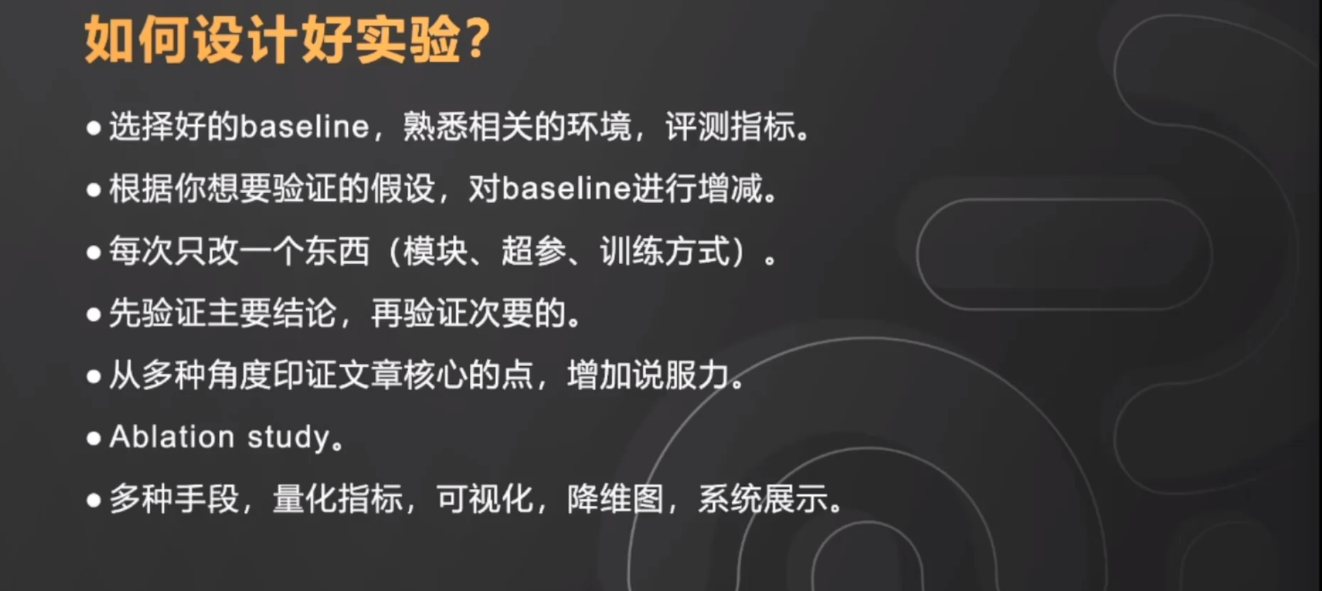 如何设计好实验？
●选择好的baseline，熟悉相关的环境，评测指标。
●根据你想要验证的假设，对baseline进行增减。
●每次只改一个东西（模块、超参、训练方式）。
●先验证主要结论，再验证次要的。
●从多种角度印证文章核心的点，增加说服力。
●Ablation study。
●多种手段，量化指标，可视化，降维图，系统展示。